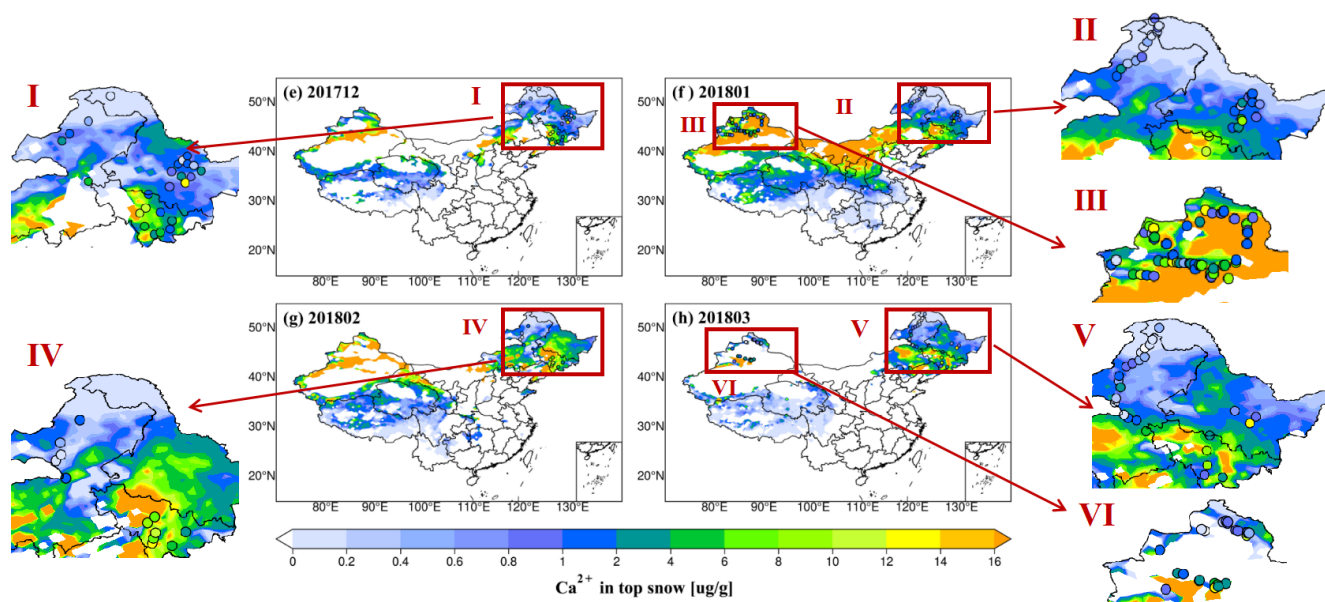 I
II
III
IV
V
VI
(e) 201712
I
50°N
40°N
30°N
20°N
80°E 90°E 100°E 110°E 120°E 130°E
(f) 201801
II
III
50°N
40°N
30°N
20°N
80°E 90°E 100°E 110°E 120°E 130°E
(g) 201802
IV
50°N
40°N
30°N
20°N
80°E 90°E 100°E 110°E 120°E 130°E
(h) 201803
V
VI
50°N
40°N
30°N
20°N
80°E 90°E 100°E 110°E 120°E 130°E
0 0.2 0.4 0.6 0.8 1 2 4 6 8 10 12 14 16
Ca²⁺ in top snow [ug/g]